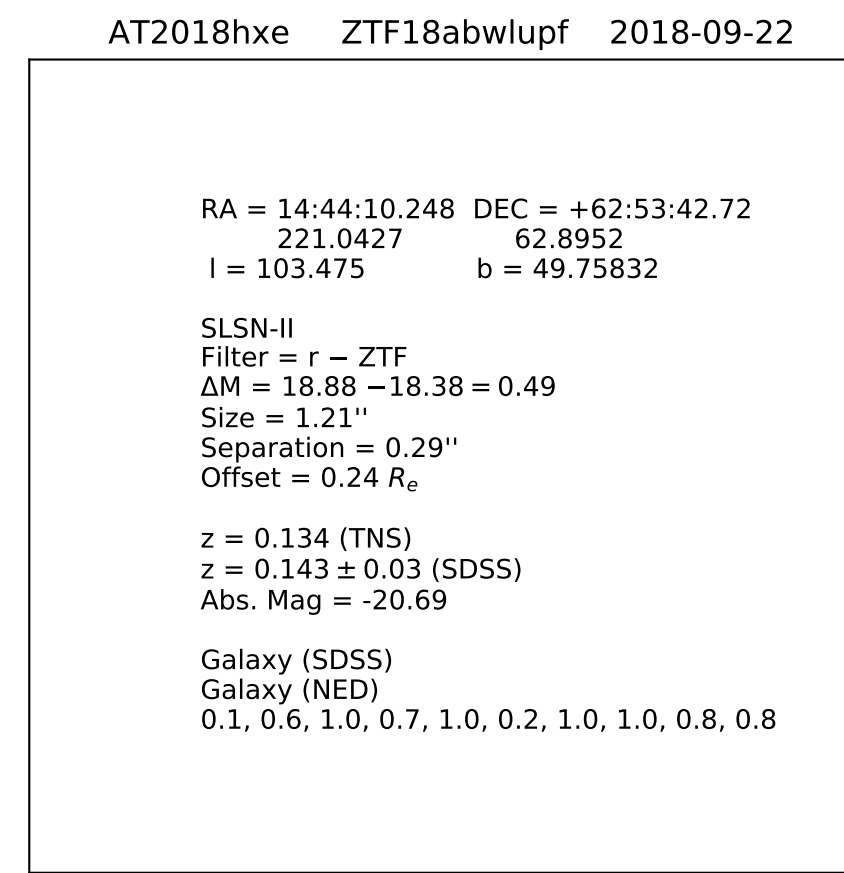 AT2018hxe ZTF18abwlupf 2018-09-22
RA = 14:44:10.248 DEC = +62:53:42.72
221.0427 62.8952
l = 103.475 b = 49.75832
SLSN-II
Filter = r − ZTF
ΔM = 18.88 −18.38 = 0.49
Size = 1.21''
Separation = 0.29''
Offset = 0.24 Re
z = 0.134 (TNS)
z = 0.143 ± 0.03 (SDSS)
Abs. Mag = -20.69
Galaxy (SDSS)
Galaxy (NED)
0.1, 0.6, 1.0, 0.7, 1.0, 0.2, 1.0, 1.0, 0.8, 0.8